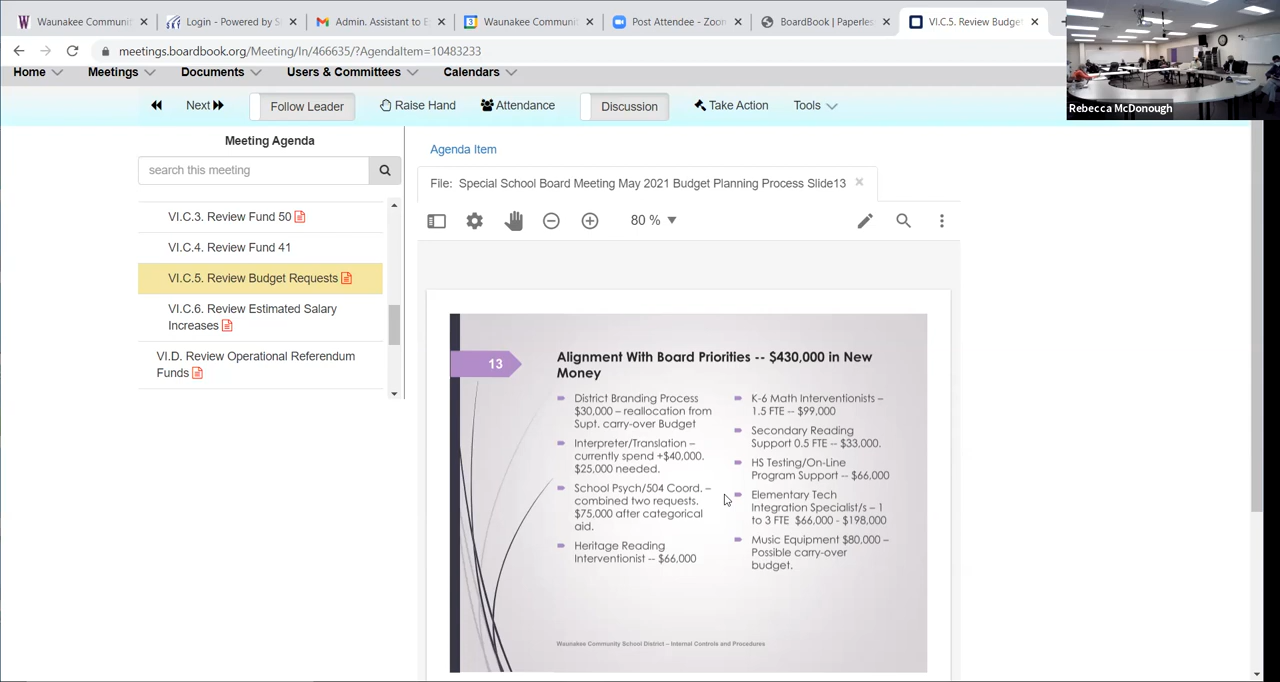 Waunakee Commun
Login - Powered by S
Admin. Assistant to E
Waunakee Commun
Post Attendee - Zoon
BoardBook | Paperles
VI.C.5. Review Budge
meetings.boardbook.org/Meeting/In/466635/?AgendaItem=10483233
Home
Meetings
Documents
Users & Committees
Calendars
Rebecca McDonough
Next
Follow Leader
Raise Hand
Attendance
Discussion
Take Action
Tools
Meeting Agenda
search this meeting
VI.C.3. Review Fund 50
VI.C.4. Review Fund 41
VI.C.5. Review Budget Requests
VI.C.6. Review Estimated Salary
Increases
VI.D. Review Operational Referendum
Funds
Agenda Item
File: Special School Board Meeting May 2021 Budget Planning Process Slide13
80 %
13
Alignment With Board Priorities -- $430,000 in New
Money
District Branding Process
$30,000 – reallocation from
Supt. carry-over Budget
Interpreter/Translation –
currently spend +$40,000.
$25,000 needed.
School Psych/504 Coord. –
combined two requests.
$75,000 after categorical
aid.
Heritage Reading
Interventionist -- $66,000
K-6 Math Interventionists –
1.5 FTE -- $99,000
Secondary Reading
Support 0.5 FTE -- $33,000.
HS Testing/On-Line
Program Support -- $66,000
Elementary Tech
Integration Specialist/s – 1
to 3 FTE $66,000 - $198,000
Music Equipment $80,000 –
Possible carry-over
budget.
Waunakee Community School District – Internal Controls and Procedures